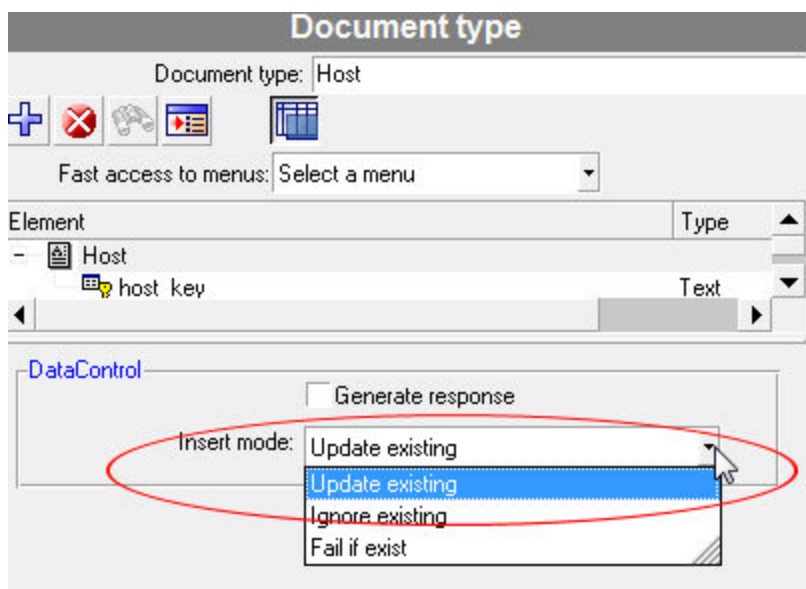 Document type
Document type: Host
Fast access to menus: Select a menu
Element Type
Host
host_key Text
DataControl
Generate response
Insert mode: Update existing
Update existing
Ignore existing
Fail if exist